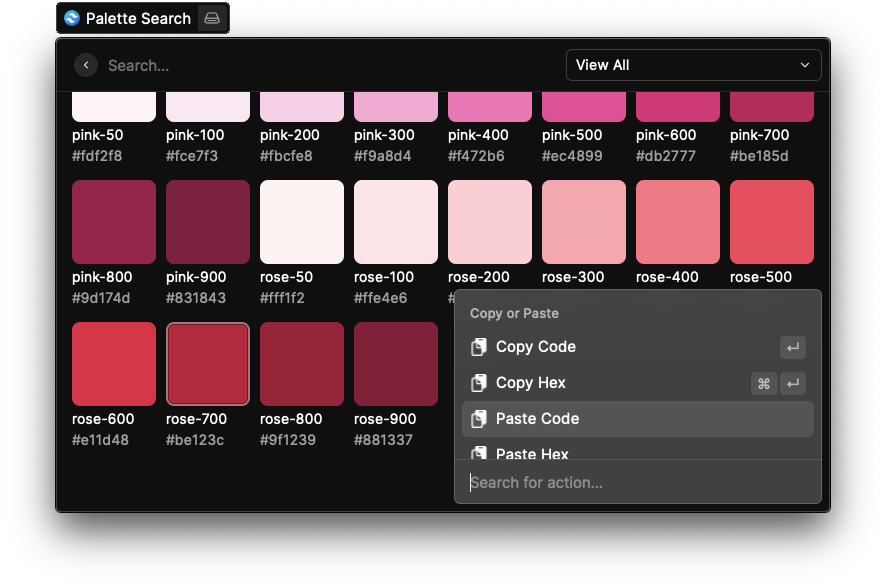 Palette Search
Search...
View All
pink-50 pink-100 pink-200 pink-300 pink-400 pink-500 pink-600 pink-700
#fdf2f8 #fce7f3 #fbcfe8 #f9a8d4 #f472b6 #ec4899 #db2777 #be185d
pink-800 pink-900 rose-50 rose-100 rose-200 rose-300 rose-400 rose-500
#9d174d #831843 #fff1f2 #ffe4e6
rose-600 rose-700 rose-800 rose-900
#e11d48 #be123c #9f1239 #881337
Copy or Paste
Copy Code ↵
Copy Hex ⌘ ↵
Paste Code
Paste Hex
Search for action...